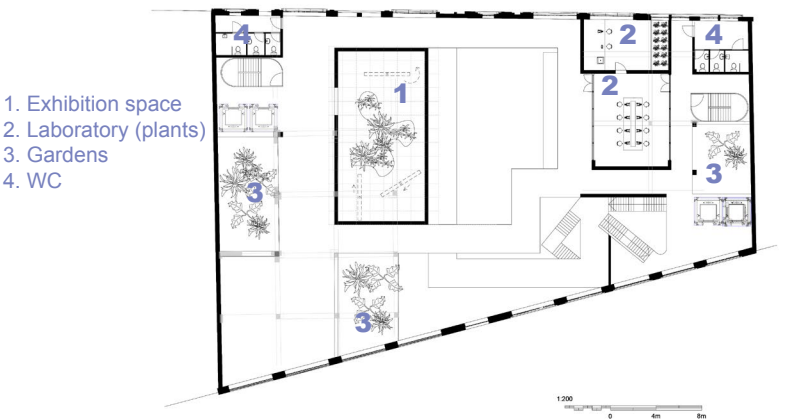 4
2
4
1
2
1. Exhibition space
2. Laboratory (plants)
3. Gardens
4. WC
3
3
3
1:200
0 4m 8m